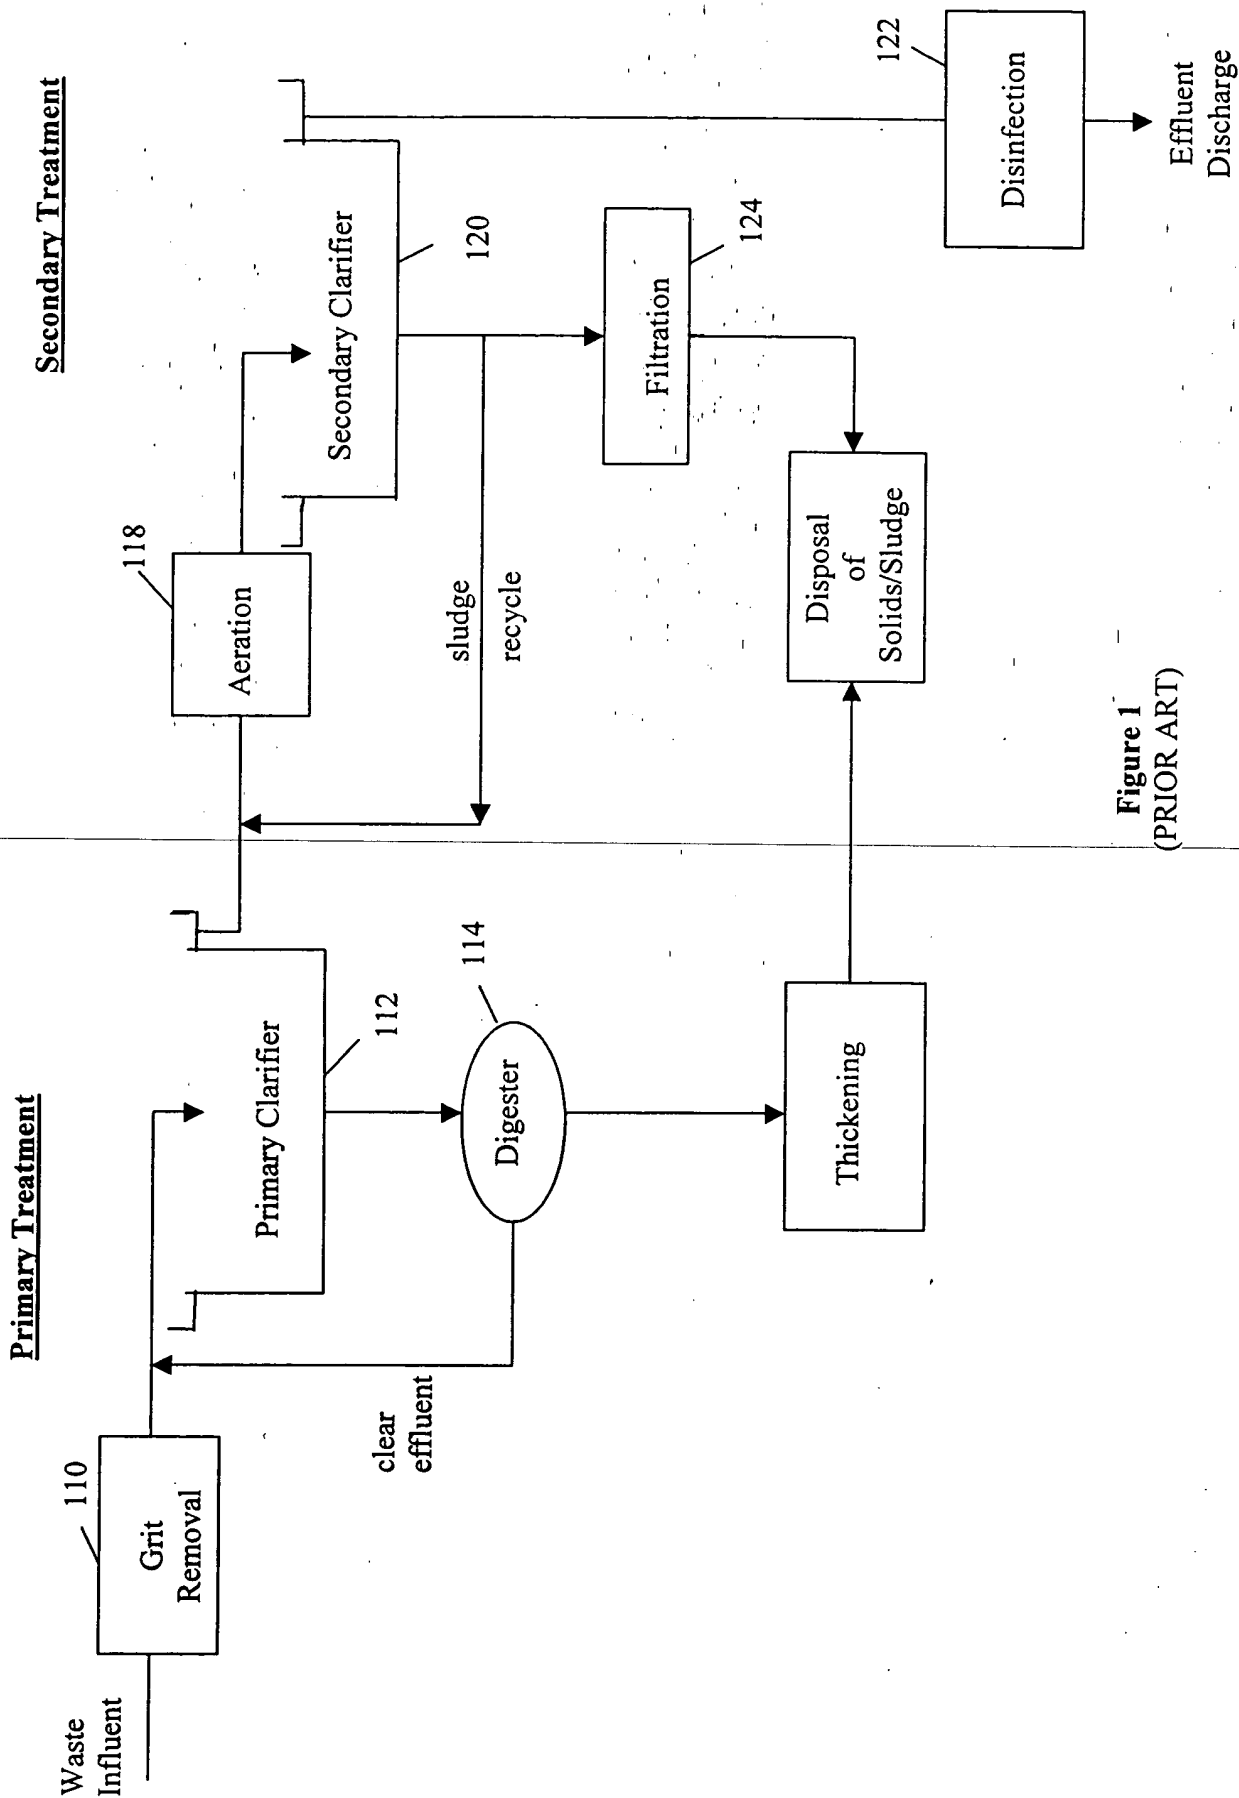 Primary Treatment
Secondary Treatment
Waste
Influent
110
Grit
Removal
clear
effluent
Primary Clarifier
112
114
Digester
Thickening
118
Aeration
sludge
recycle
Secondary Clarifier
120
Filtration
124
Disposal
of
Solids/Sludge
122
Disinfection
Effluent
Discharge
Figure 1
(PRIOR ART)